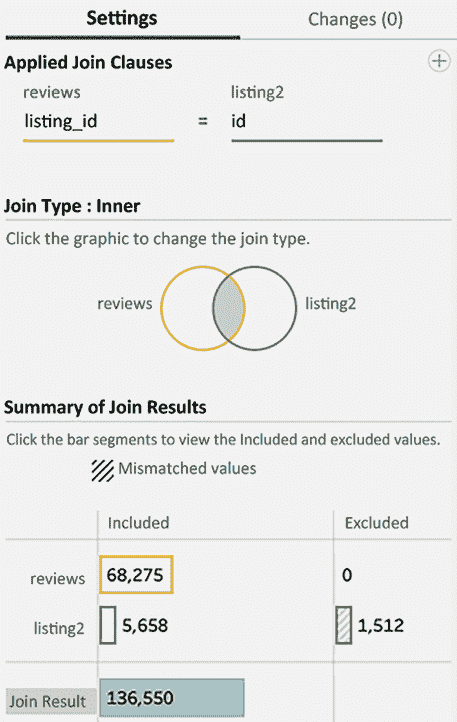 Settings Changes (0)
Applied Join Clauses
reviews listing2
listing_id = id
Join Type : Inner
Click the graphic to change the join type.
reviews listing2
Summary of Join Results
Click the bar segments to view the Included and excluded values.
Mismatched values
Included Excluded
reviews 68,275 0
listing2 5,658 1,512
Join Result 136,550